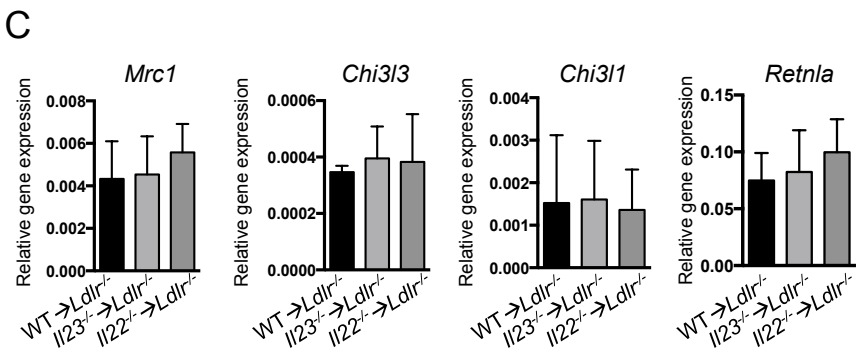 C
Mrc1
Relative gene expression
0.008
0.006
0.004
0.002
0.000
WT→Ldlr-/-
Il23-/-→Ldlr-/-
Il22-/-→Ldlr-/-
Chi3l3
Relative gene expression
0.0006
0.0004
0.0002
0.0000
WT→Ldlr-/-
Il23-/-→Ldlr-/-
Il22-/-→Ldlr-/-
Chi3l1
Relative gene expression
0.004
0.003
0.002
0.001
0.000
WT→Ldlr-/-
Il23-/-→Ldlr-/-
Il22-/-→Ldlr-/-
Retnla
Relative gene expression
0.15
0.10
0.05
0.00
WT→Ldlr-/-
Il23-/-→Ldlr-/-
Il22-/-→Ldlr-/-